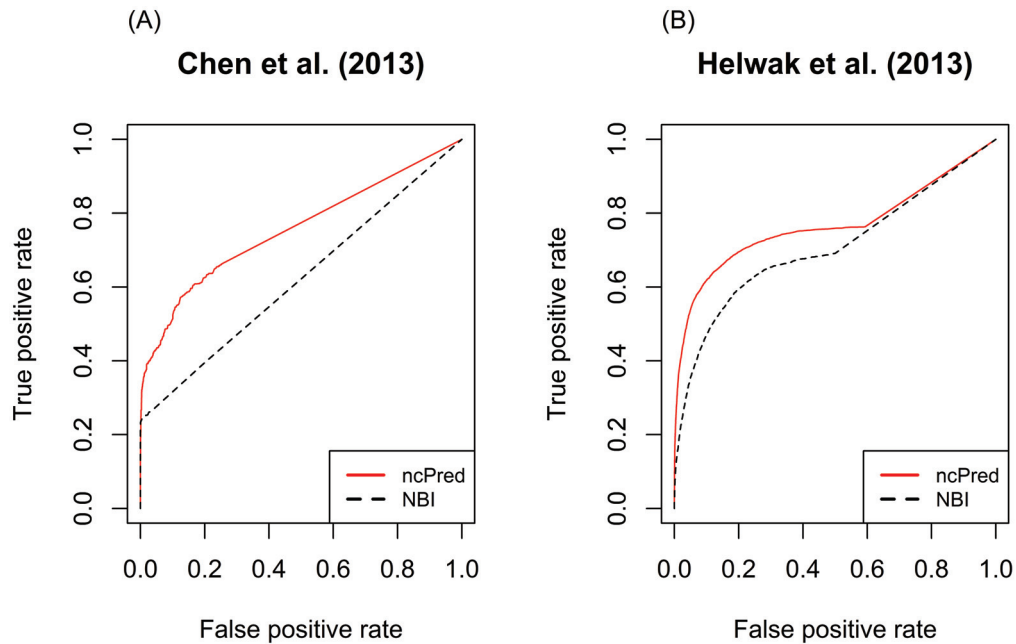 (A)
Chen et al. (2013)
True positive rate
1.0
0.8
0.6
0.4
0.2
0.0
ncPred
NBI
0.0 0.2 0.4 0.6 0.8 1.0
False positive rate
(B)
Helwak et al. (2013)
True positive rate
1.0
0.8
0.6
0.4
0.2
0.0
ncPred
NBI
0.0 0.2 0.4 0.6 0.8 1.0
False positive rate